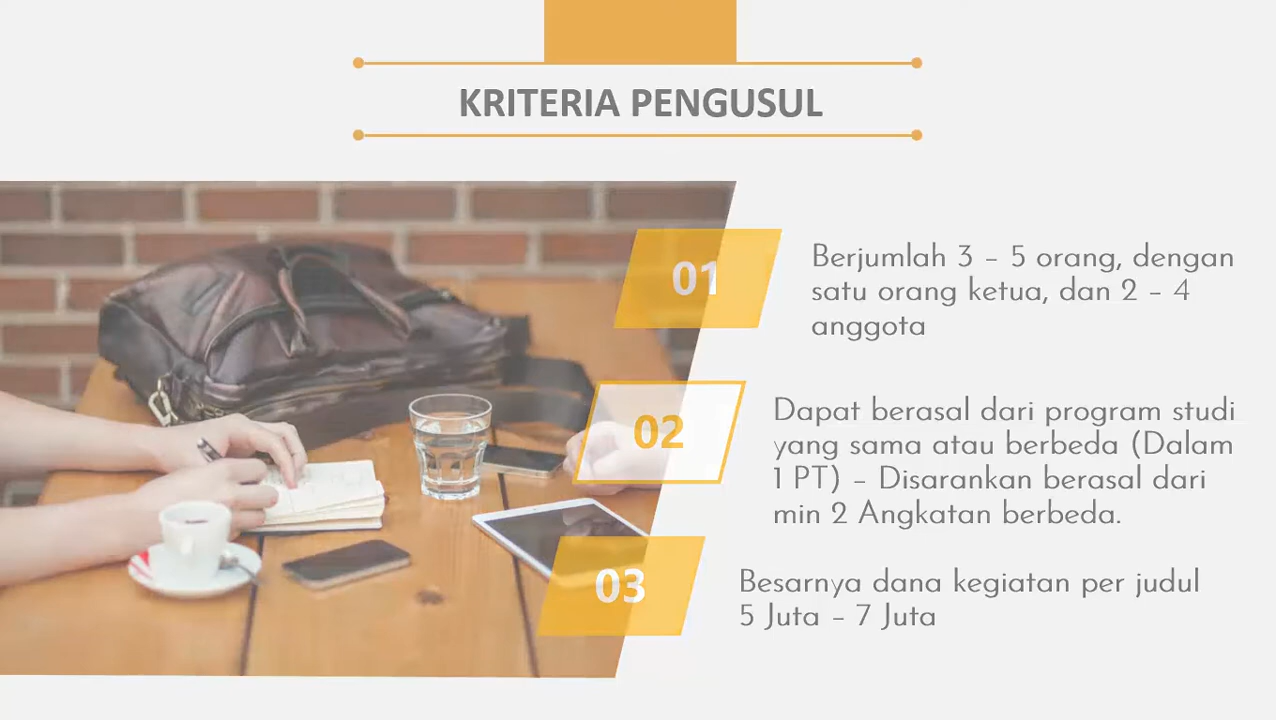 KRITERIA PENGUSUL
01
Berjumlah 3 – 5 orang, dengan
satu orang ketua, dan 2 – 4
anggota
02
Dapat berasal dari program studi
yang sama atau berbeda (Dalam
1 PT) – Disarankan berasal dari
min 2 Angkatan berbeda.
03
Besarnya dana kegiatan per judul
5 Juta – 7 Juta